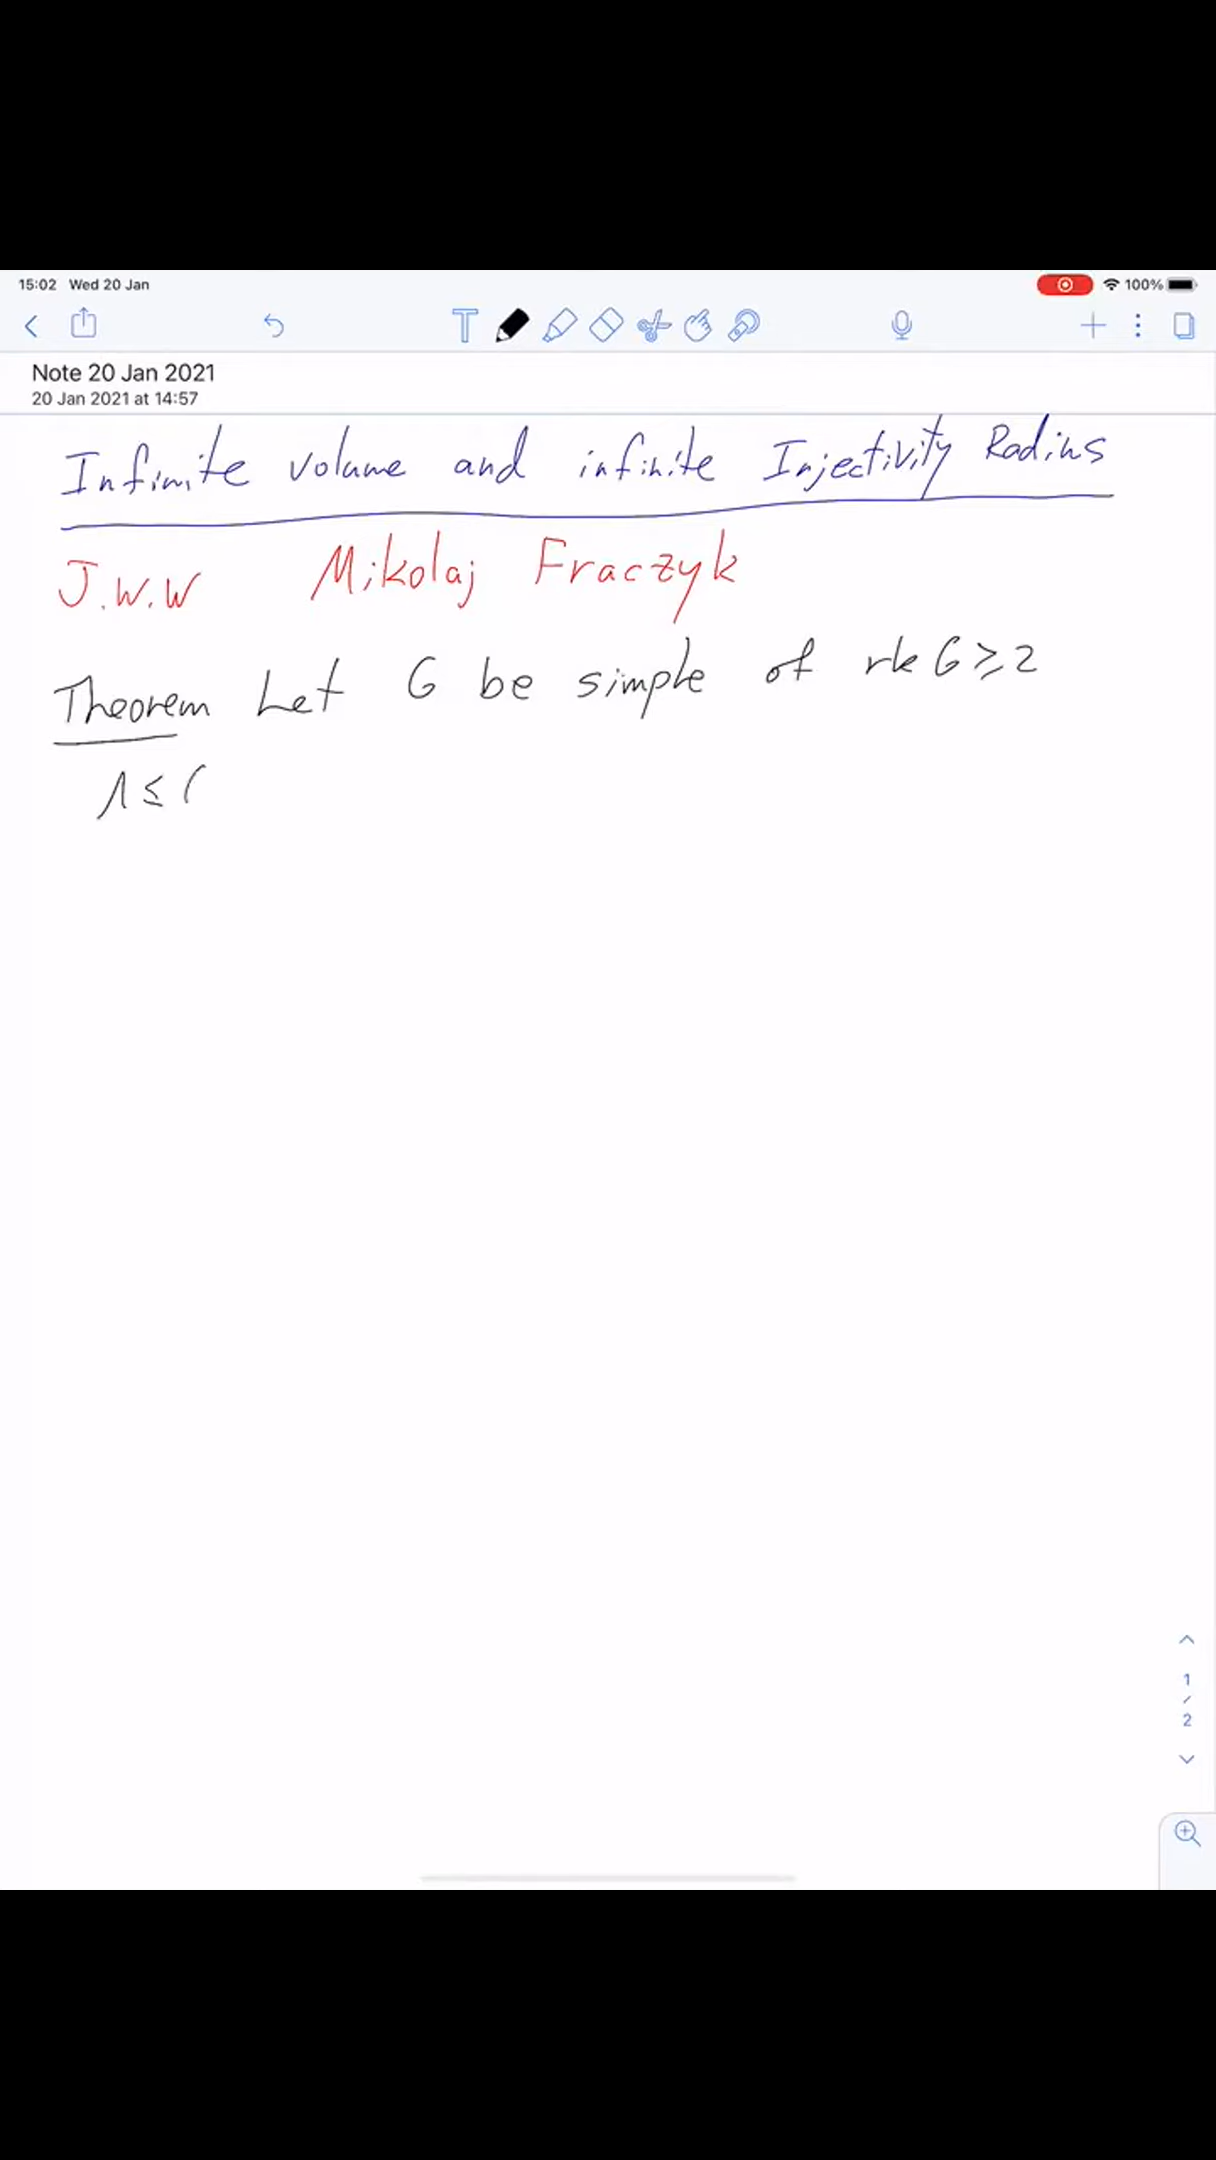 15:02 Wed 20 Jan
100%
Note 20 Jan 2021
20 Jan 2021 at 14:57
Infinite volume and infinite Injectivity Radius
J.W.W Mikolaj Fraczyk
Theorem Let G be simple of rk G ≥ 2
Λ ≤ (
1
/
2